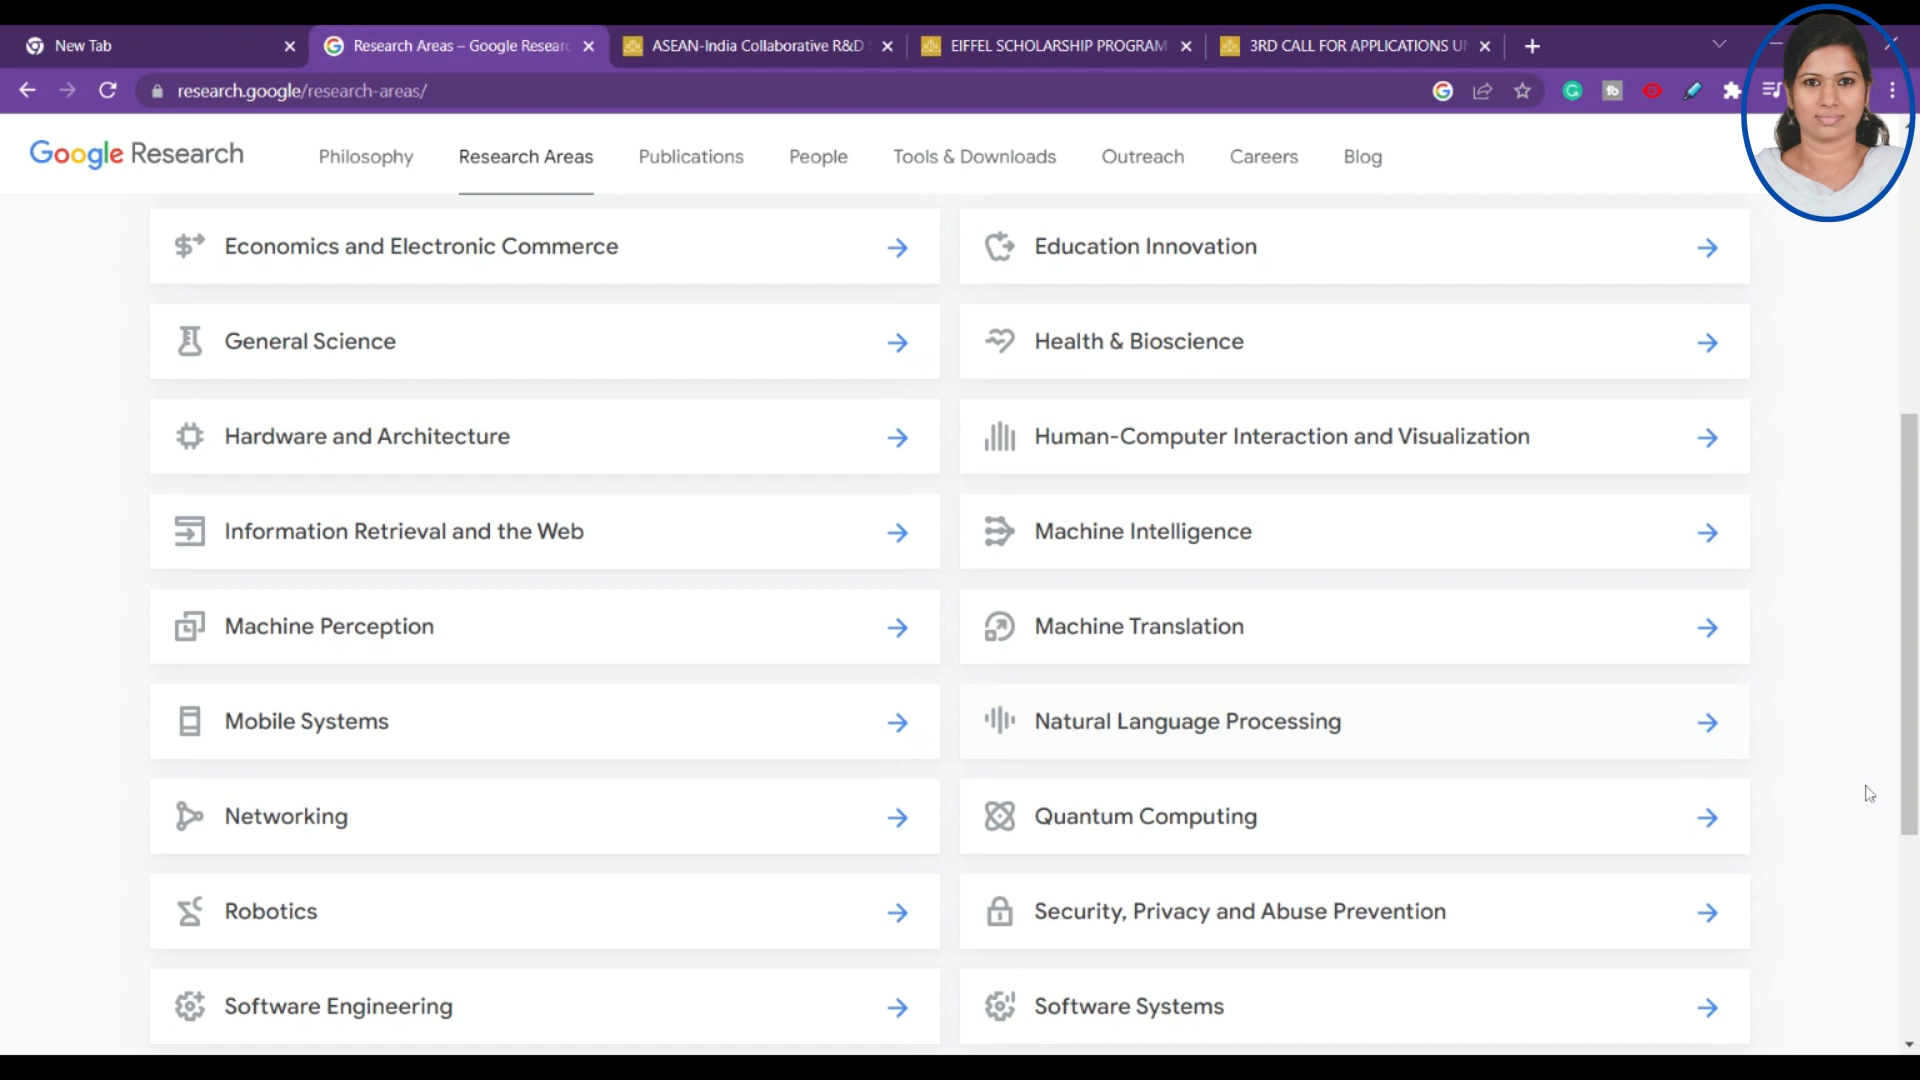 New Tab
Research Areas – Google Researc
ASEAN-India Collaborative R&D
EIFFEL SCHOLARSHIP PROGRAM
3RD CALL FOR APPLICATIONS U
research.google/research-areas/
Google Research
Philosophy
Research Areas
Publications
People
Tools & Downloads
Outreach
Careers
Blog
Economics and Electronic Commerce
Education Innovation
General Science
Health & Bioscience
Hardware and Architecture
Human-Computer Interaction and Visualization
Information Retrieval and the Web
Machine Intelligence
Machine Perception
Machine Translation
Mobile Systems
Natural Language Processing
Networking
Quantum Computing
Robotics
Security, Privacy and Abuse Prevention
Software Engineering
Software Systems